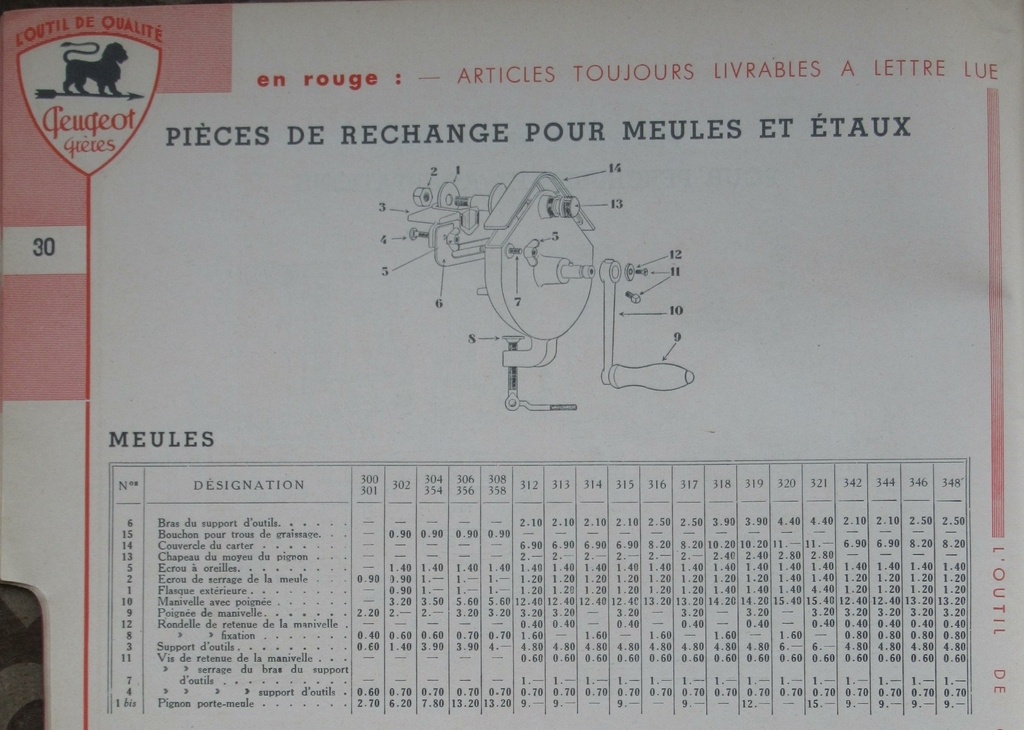 L'OUTIL DE QUALITÉ
Peugeot
frères
en rouge : — ARTICLES TOUJOURS LIVRABLES A LETTRE LUE
PIÈCES DE RECHANGE POUR MEULES ET ÉTAUX
30
2 1 14
3 13
4 5 12
5 11
6 7 10
8 9
MEULES
Nos DÉSIGNATION 300 301 302 304 354 306 356 308 358 312 313 314 315 316 317 318 319 320 321 342 344 346 348
6 Bras du support d'outils. . . . . . — — — — — 2.10 2.10 2.10 2.10 2.50 2.50 3.90 3.90 4.40 4.40 2.10 2.10 2.50 2.50
15 Bouchon pour trous de graissage. . . — 0.90 0.90 0.90 0.90
14 Couvercle du carter . . . . . . . — — — — — 6.90 6.90 6.90 6.90 8.20 8.20 10.20 10.20 11.— 11.— 6.90 6.90 8.20 8.20
13 Chapeau du moyeu du pignon . . . — — — — — 2.— 2.— 2.— 2.— 2.— 2.— 2.40 2.40 2.80 2.80 — — — —
5 Ecrou à oreilles. . . . . . . . — 1.40 1.40 1.40 1.40 1.40 1.40 1.40 1.40 1.40 1.40 1.40 1.40 1.40 1.40 1.40 1.40 1.40 1.40
2 Ecrou de serrage de la meule . . . 0.90 0.90 1.— 1.— 1.— 1.20 1.20 1.20 1.20 1.20 1.20 1.20 1.20 1.20 1.40 1.20 1.20 1.20 1.20
1 Flasque extérieure. . . . . . . — 0.90 1.— 1.— 1.— 1.20 1.20 1.20 1.20 1.20 1.20 1.20 1.20 1.20 4.40 1.20 1.20 1.20 1.20
10 Manivelle avec poignée . . . . . — 3.20 3.50 5.60 5.60 12.40 12.40 12.40 12.40 13.20 13.20 14.20 14.20 15.40 15.40 12.40 12.40 13.20 13.20
9 Poignée de manivelle. . . . . . 2.20 2.— 2.— 3.20 3.20 3.20 3.20 — 3.20 — 3.20 — 3.20 — 3.20 3.20 3.20 3.20 3.20
12 Rondelle de retenue de la manivelle . — — — — — 0.40 0.40 — 0.40 — 0.40 — 0.40 — 0.40 0.40 0.40 0.40 0.40
8 » » fixation . . . . . . 0.40 0.60 0.60 0.70 0.70 1.60 — 1.60 — 1.60 — 1.60 — 1.60 — 0.80 0.80 0.80 0.80
3 Support d'outils. . . . . . . . 0.60 1.40 3.90 3.90 4.— 4.80 4.80 4.80 4.80 4.80 4.80 4.80 4.80 6.— 6.— 4.80 4.80 4.80 4.80
11 Vis de retenue de la manivelle . . . — — — — — 0.60 0.60 0.60 0.60 0.60 0.60 0.60 0.60 0.60 0.60 0.60 0.60 0.60 0.60
» » serrage du bras du support
7 d'outils . . . . . . . . . — — — — — 1.— 1.— 1.— 1.— 1.— 1.— 1.— 1.— 1.— 1.— 1.— 1.— 1.— 1.—
4 » » » » support d'outils . 0.60 0.70 0.70 0.70 0.70 0.70 0.70 0.70 0.70 0.70 0.70 0.70 0.70 0.70 0.70 0.70 0.70 0.70 0.70
1 bis Pignon porte-meule . . . . . . 2.70 6.20 7.80 13.20 13.20 9.— 9.— — 9.— — 9.— — 12.— — 15.— 9.— 9.— 9.— 9.—
L'OUTIL DE